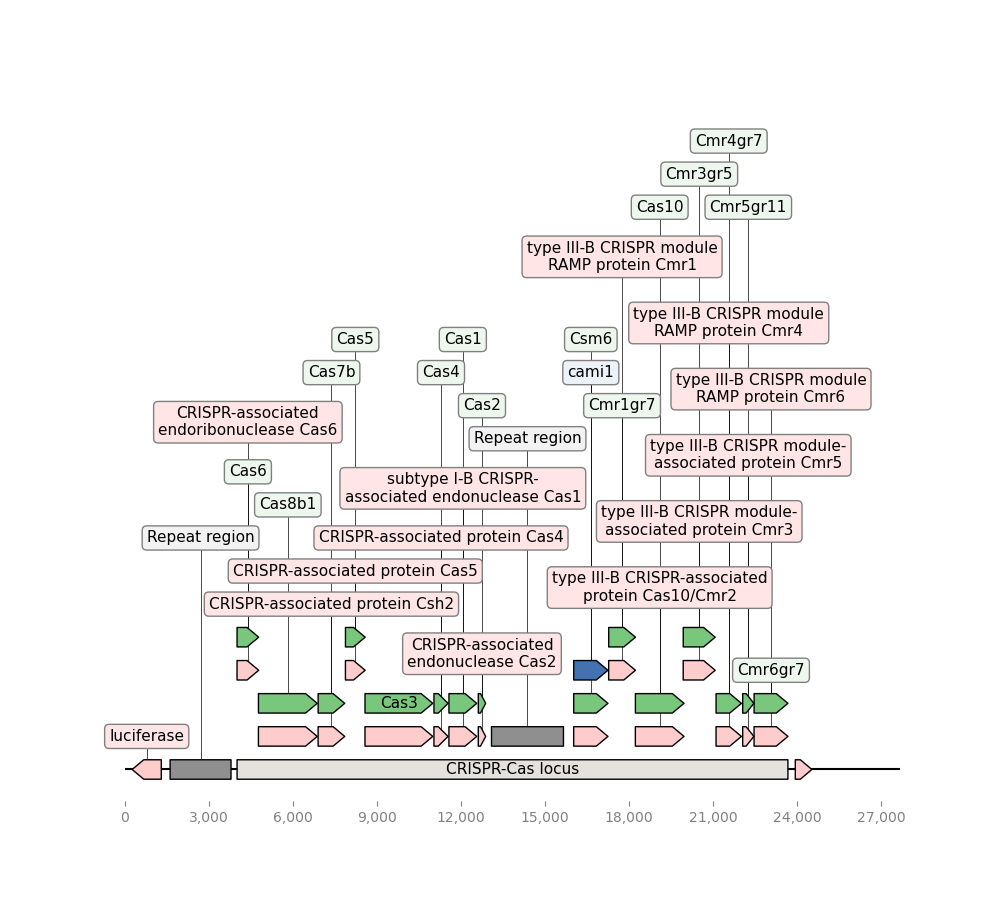 Cmr4gr7
Cmr3gr5
Cas10
Cmr5gr11
type III-B CRISPR module
RAMP protein Cmr1
type III-B CRISPR module
RAMP protein Cmr4
Cas5
Cas1
Csm6
Cas7b
Cas4
cami1
type III-B CRISPR module
RAMP protein Cmr6
Cas2
Cmr1gr7
CRISPR-associated
endoribonuclease Cas6
Repeat region
type III-B CRISPR module-
associated protein Cmr5
Cas6
subtype I-B CRISPR-
associated endonuclease Cas1
Cas8b1
type III-B CRISPR module-
associated protein Cmr3
Repeat region
CRISPR-associated protein Cas4
CRISPR-associated protein Cas5
type III-B CRISPR-associated
protein Cas10/Cmr2
CRISPR-associated protein Csh2
CRISPR-associated
endonuclease Cas2
Cmr6gr7
Cas3
luciferase
CRISPR-Cas locus
0
3,000
6,000
9,000
12,000
15,000
18,000
21,000
24,000
27,000